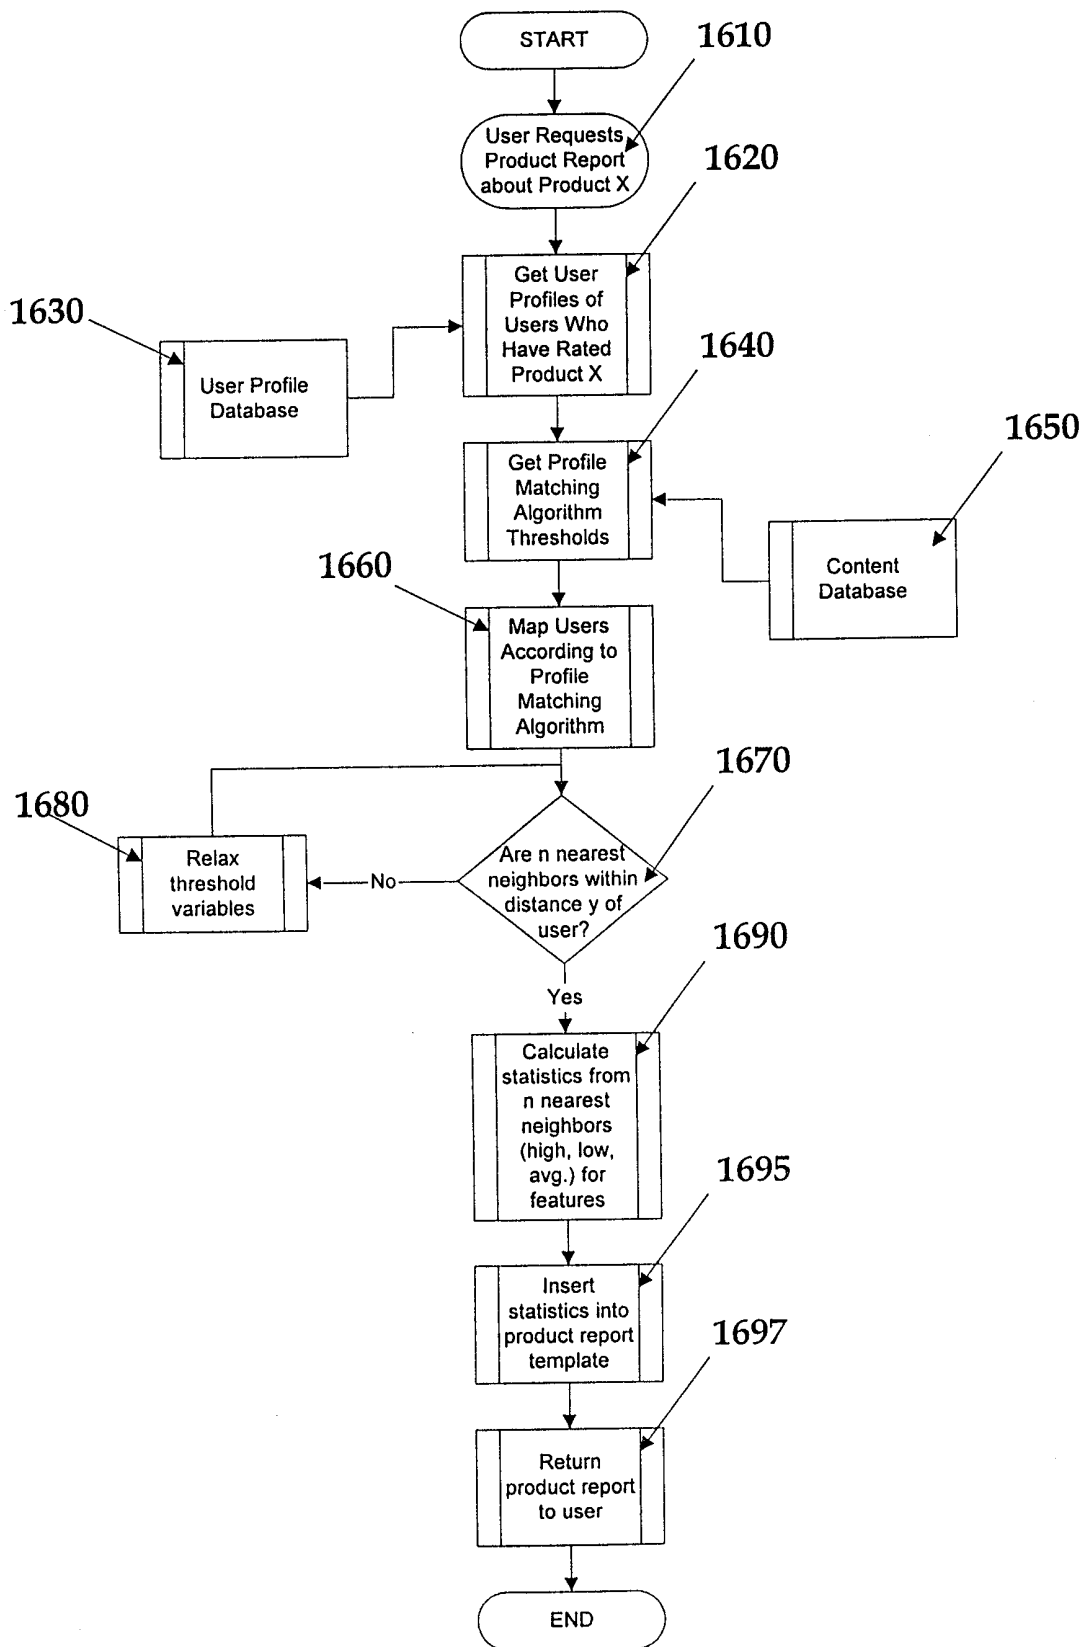 START
1610
User Requests
Product Report
about Product X
1620
Get User
Profiles of
Users Who
Have Rated
Product X
1630
User Profile
Database
1640
Get Profile
Matching
Algorithm
Thresholds
1650
Content
Database
1660
Map Users
According to
Profile
Matching
Algorithm
1670
Are n nearest
neighbors within
distance y of
user?
1680
Relax
threshold
variables
No
Yes
1690
Calculate
statistics from
n nearest
neighbors
(high, low,
avg.) for
features
1695
Insert
statistics into
product report
template
1697
Return
product report
to user
END